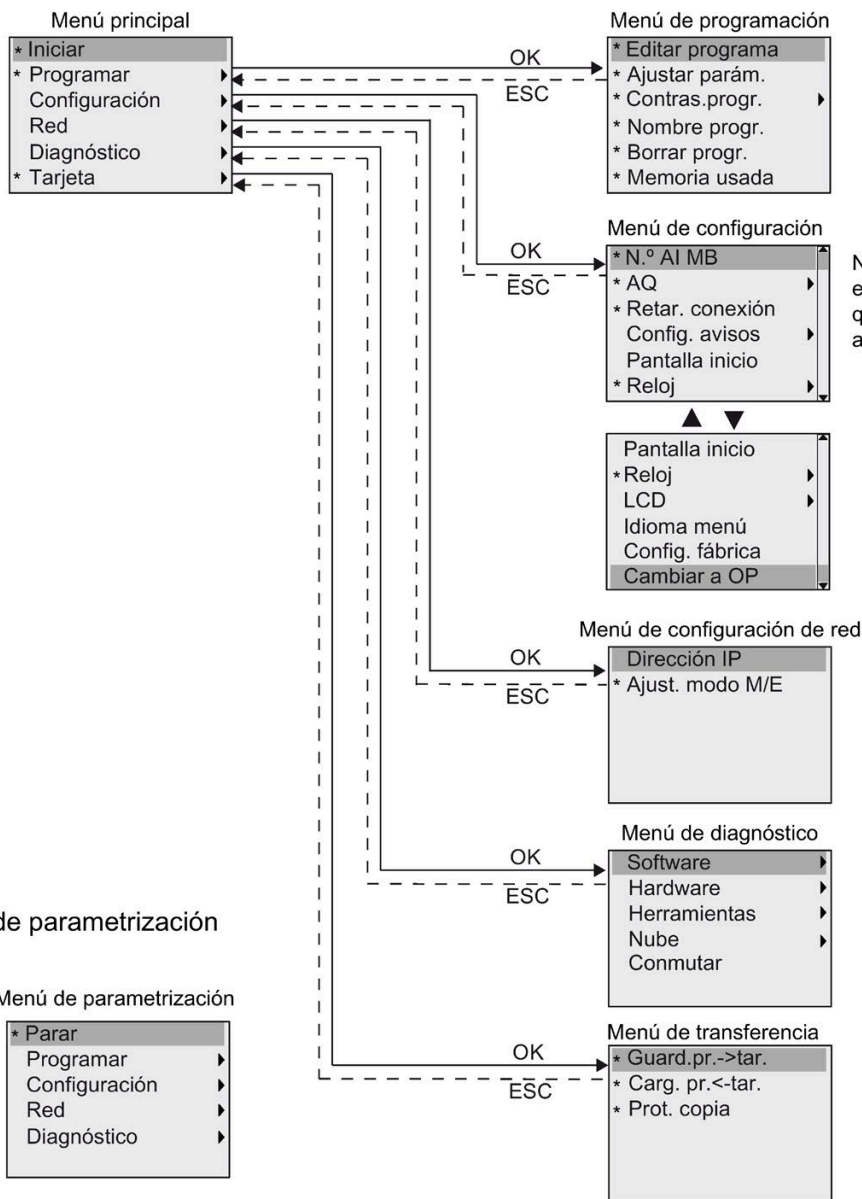 Menú principal
* Iniciar
* Programar
Configuración
Red
Diagnóstico
* Tarjeta
OK
ESC
Menú de programación
* Editar programa
* Ajustar parám.
* Contras.progr.
* Nombre progr.
* Borrar progr.
* Memoria usada
OK
ESC
Menú de configuración
* N.º AI MB
* AQ
* Retar. conexión
Config. avisos
Pantalla inicio
* Reloj
Pantalla inicio
* Reloj
LCD
Idioma menú
Config. fábrica
Cambiar a OP
OK
ESC
Menú de configuración de red
Dirección IP
* Ajust. modo M/E
OK
ESC
Menú de diagnóstico
Software
Hardware
Herramientas
Nube
Conmutar
de parametrización
Menú de parametrización
* Parar
Programar
Configuración
Red
Diagnóstico
OK
ESC
Menú de transferencia
* Guard.pr.->tar.
* Carg. pr.<-tar.
* Prot. copia